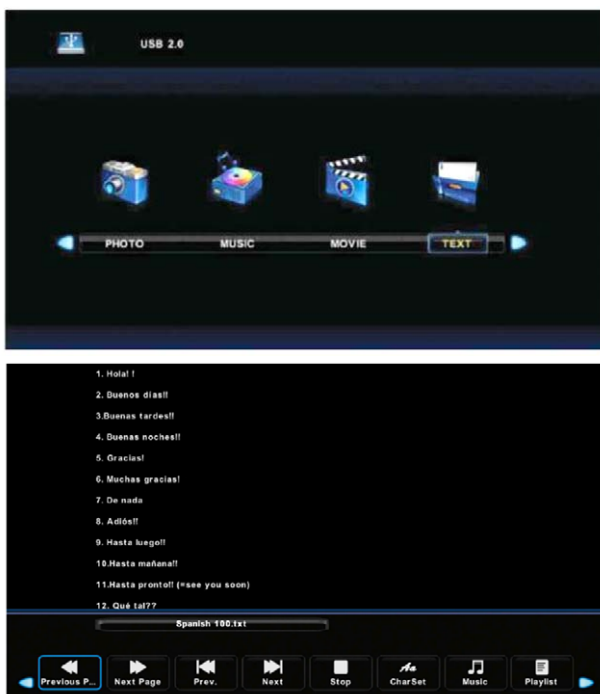 USB 2.0
PHOTO MUSIC MOVIE TEXT
1. Hola! !
2. Buenos días!!
3.Buenas tardes!!
4. Buenas noches!!
5. Gracias!
6. Muchas gracias!
7. De nada
8. Adiós!!
9. Hasta luego!!
10.Hasta mañana!!
11.Hasta pronto!! (=see you soon)
12. Qué tal??
Spanish 100.txt
Previous P... Next Page Prev. Next Stop CharSet Music Playlist